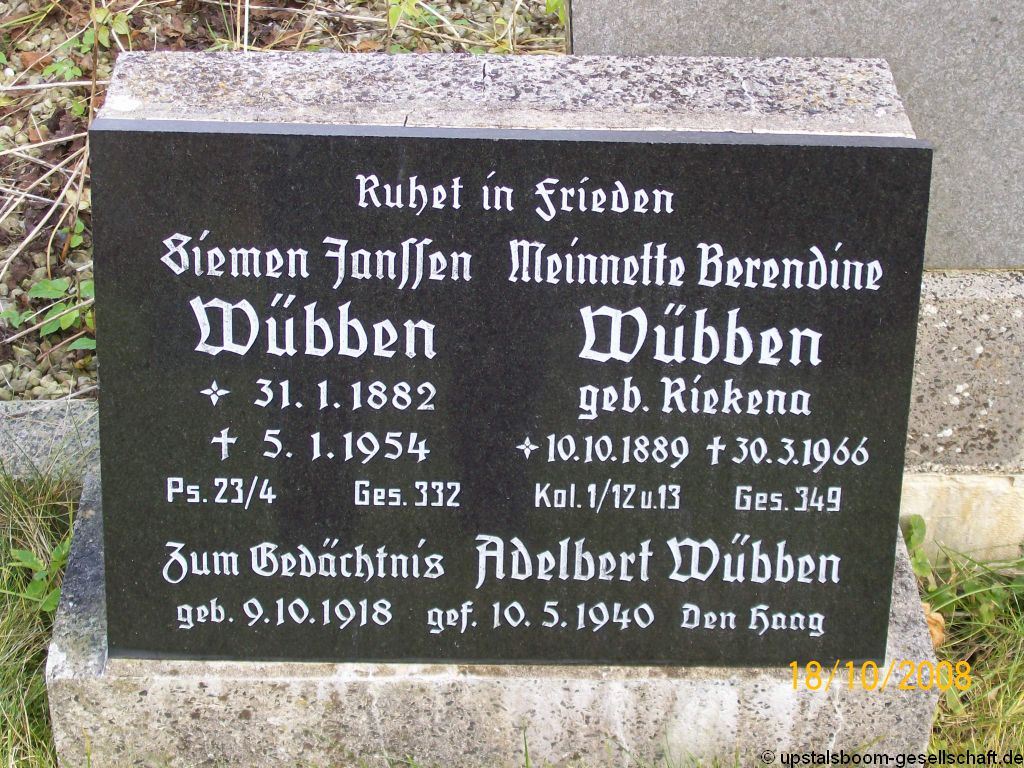 Ruhet in Frieden
Siemen Janssen Meinnette Berendine
Wübben Wübben
✧ 31. 1. 1882 geb. Riekena
✝ 5. 1. 1954 ✧ 10.10.1889 ✝ 30.3.1966
Ps. 23/4 Ges. 332 Kol. 1/12 u. 13 Ges. 349
Zum Gedächtnis Adelbert Wübben
geb. 9.10.1918 gef. 10.5.1940 Den Haag
18/10/2008
© upstalsboom-gesellschaft.de